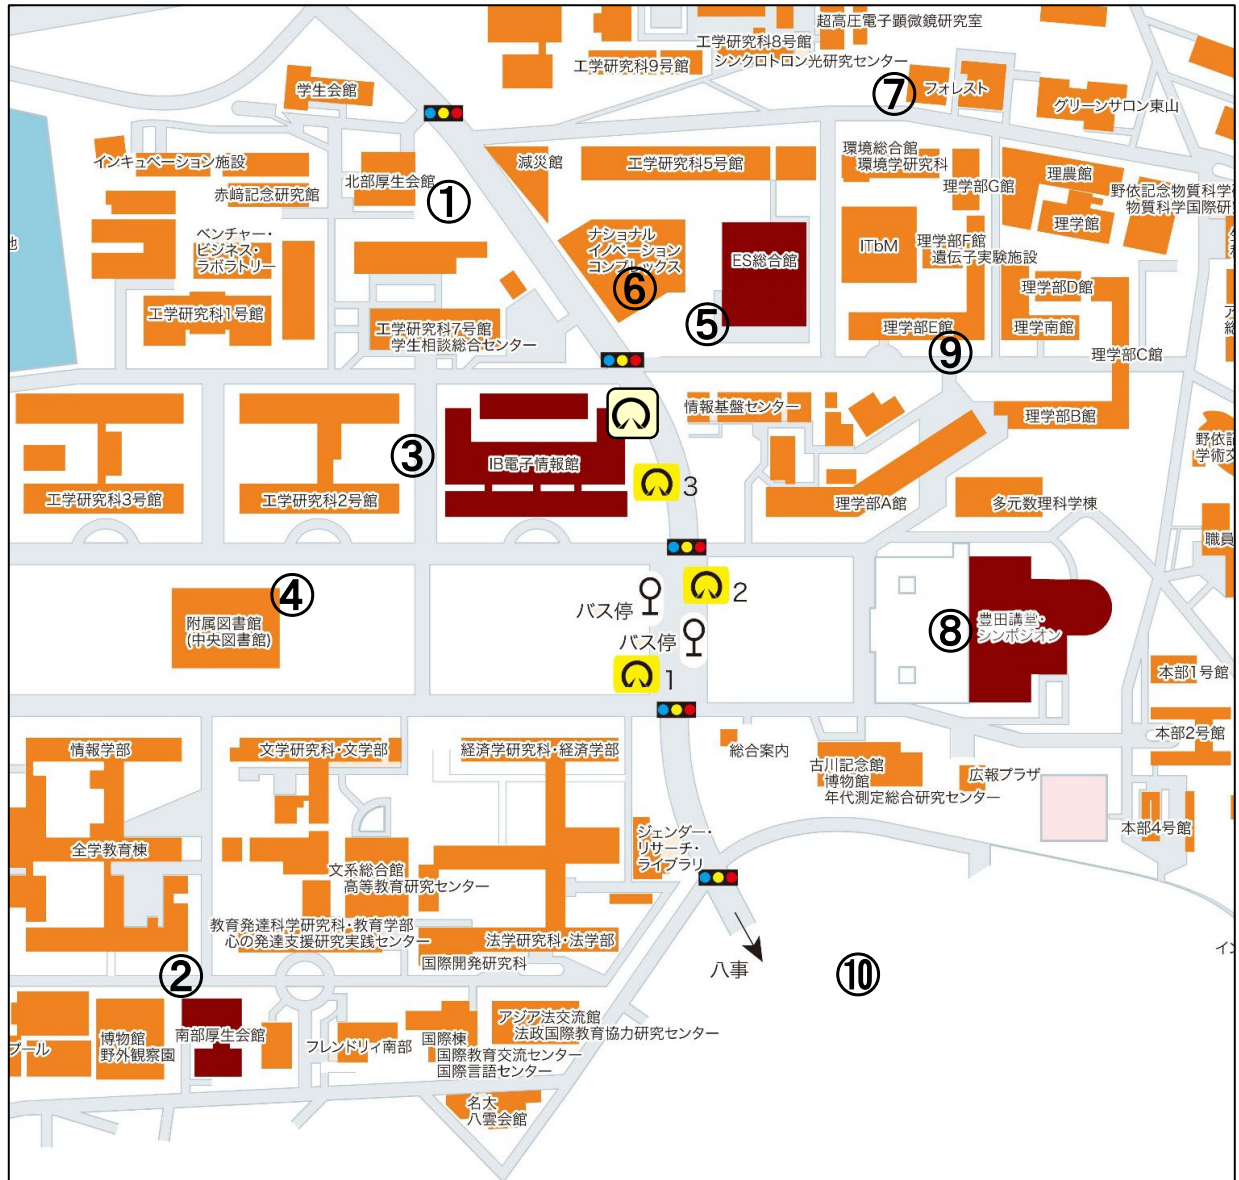 超高圧電子顕微鏡研究室
工学研究科8号館
工学研究科9号館
シンクロトロン光研究センター
学生会館
⑦
フォレスト
グリーンサロン東山
インキュベーション施設
減災館
工学研究科5号館
環境総合館
環境学研究科
理農館
北部厚生会館
赤﨑記念研究館
①
理学部G館
野依記念物質科学
物質科学国際研
理学館
ベンチャー・
ビジネス・
ラボラトリー
ナショナル
イノベーション
コンプレックス
⑥
ES総合館
ITbM
理学部F館
遺伝子実験施設
池
理学部D館
工学研究科1号館
工学研究科7号館
学生相談総合センター
⑤
理学部E館
理学南館
⑨
理学部C館
情報基盤センター
理学部B館
③
IB電子情報館
野依記
学術交
工学研究科3号館
工学研究科2号館
3
理学部A館
多元数理科学棟
職員
④
バス停
2
附属図書館
(中央図書館)
バス停
⑧
豊田講堂・
シンポジオン
1
本部1号館
情報学部
文学研究科・文学部
経済学研究科・経済学部
総合案内
本部2号館
古川記念館
博物館
年代測定総合研究センター
広報プラザ
全学教育棟
ジェンダー・
リサーチ・
ライブラリ
本部4号館
文系総合館
高等教育研究センター
教育発達科学研究科・教育学部
心の発達支援研究実践センター
法学研究科・法学部
国際開発研究科
八事
⑩
イン
②
南部厚生会館
プール
博物館
野外観察園
フレンドリィ南部
国際棟
国際教育交流センター
国際言語センター
アジア法交流館
法政国際教育協力研究センター
名大
八雲会館